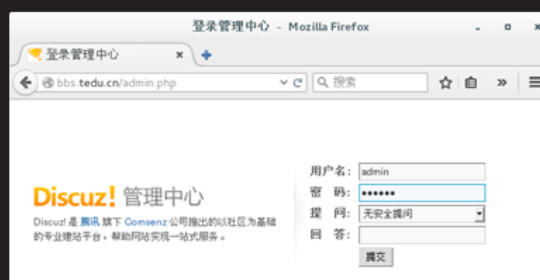 登录管理中心 - Mozilla Firefox
登录管理中心
bbs.tedu.cn/admin.php
搜索
Discuz! 管理中心
Discuz! 是 腾讯 旗下 Comsenz 公司推出的以社区为基础
的专业建站平台，帮助网站实现一站式服务。
用户名： admin
密 码： ••••••
提 问： 无安全提问
回 答：
提交